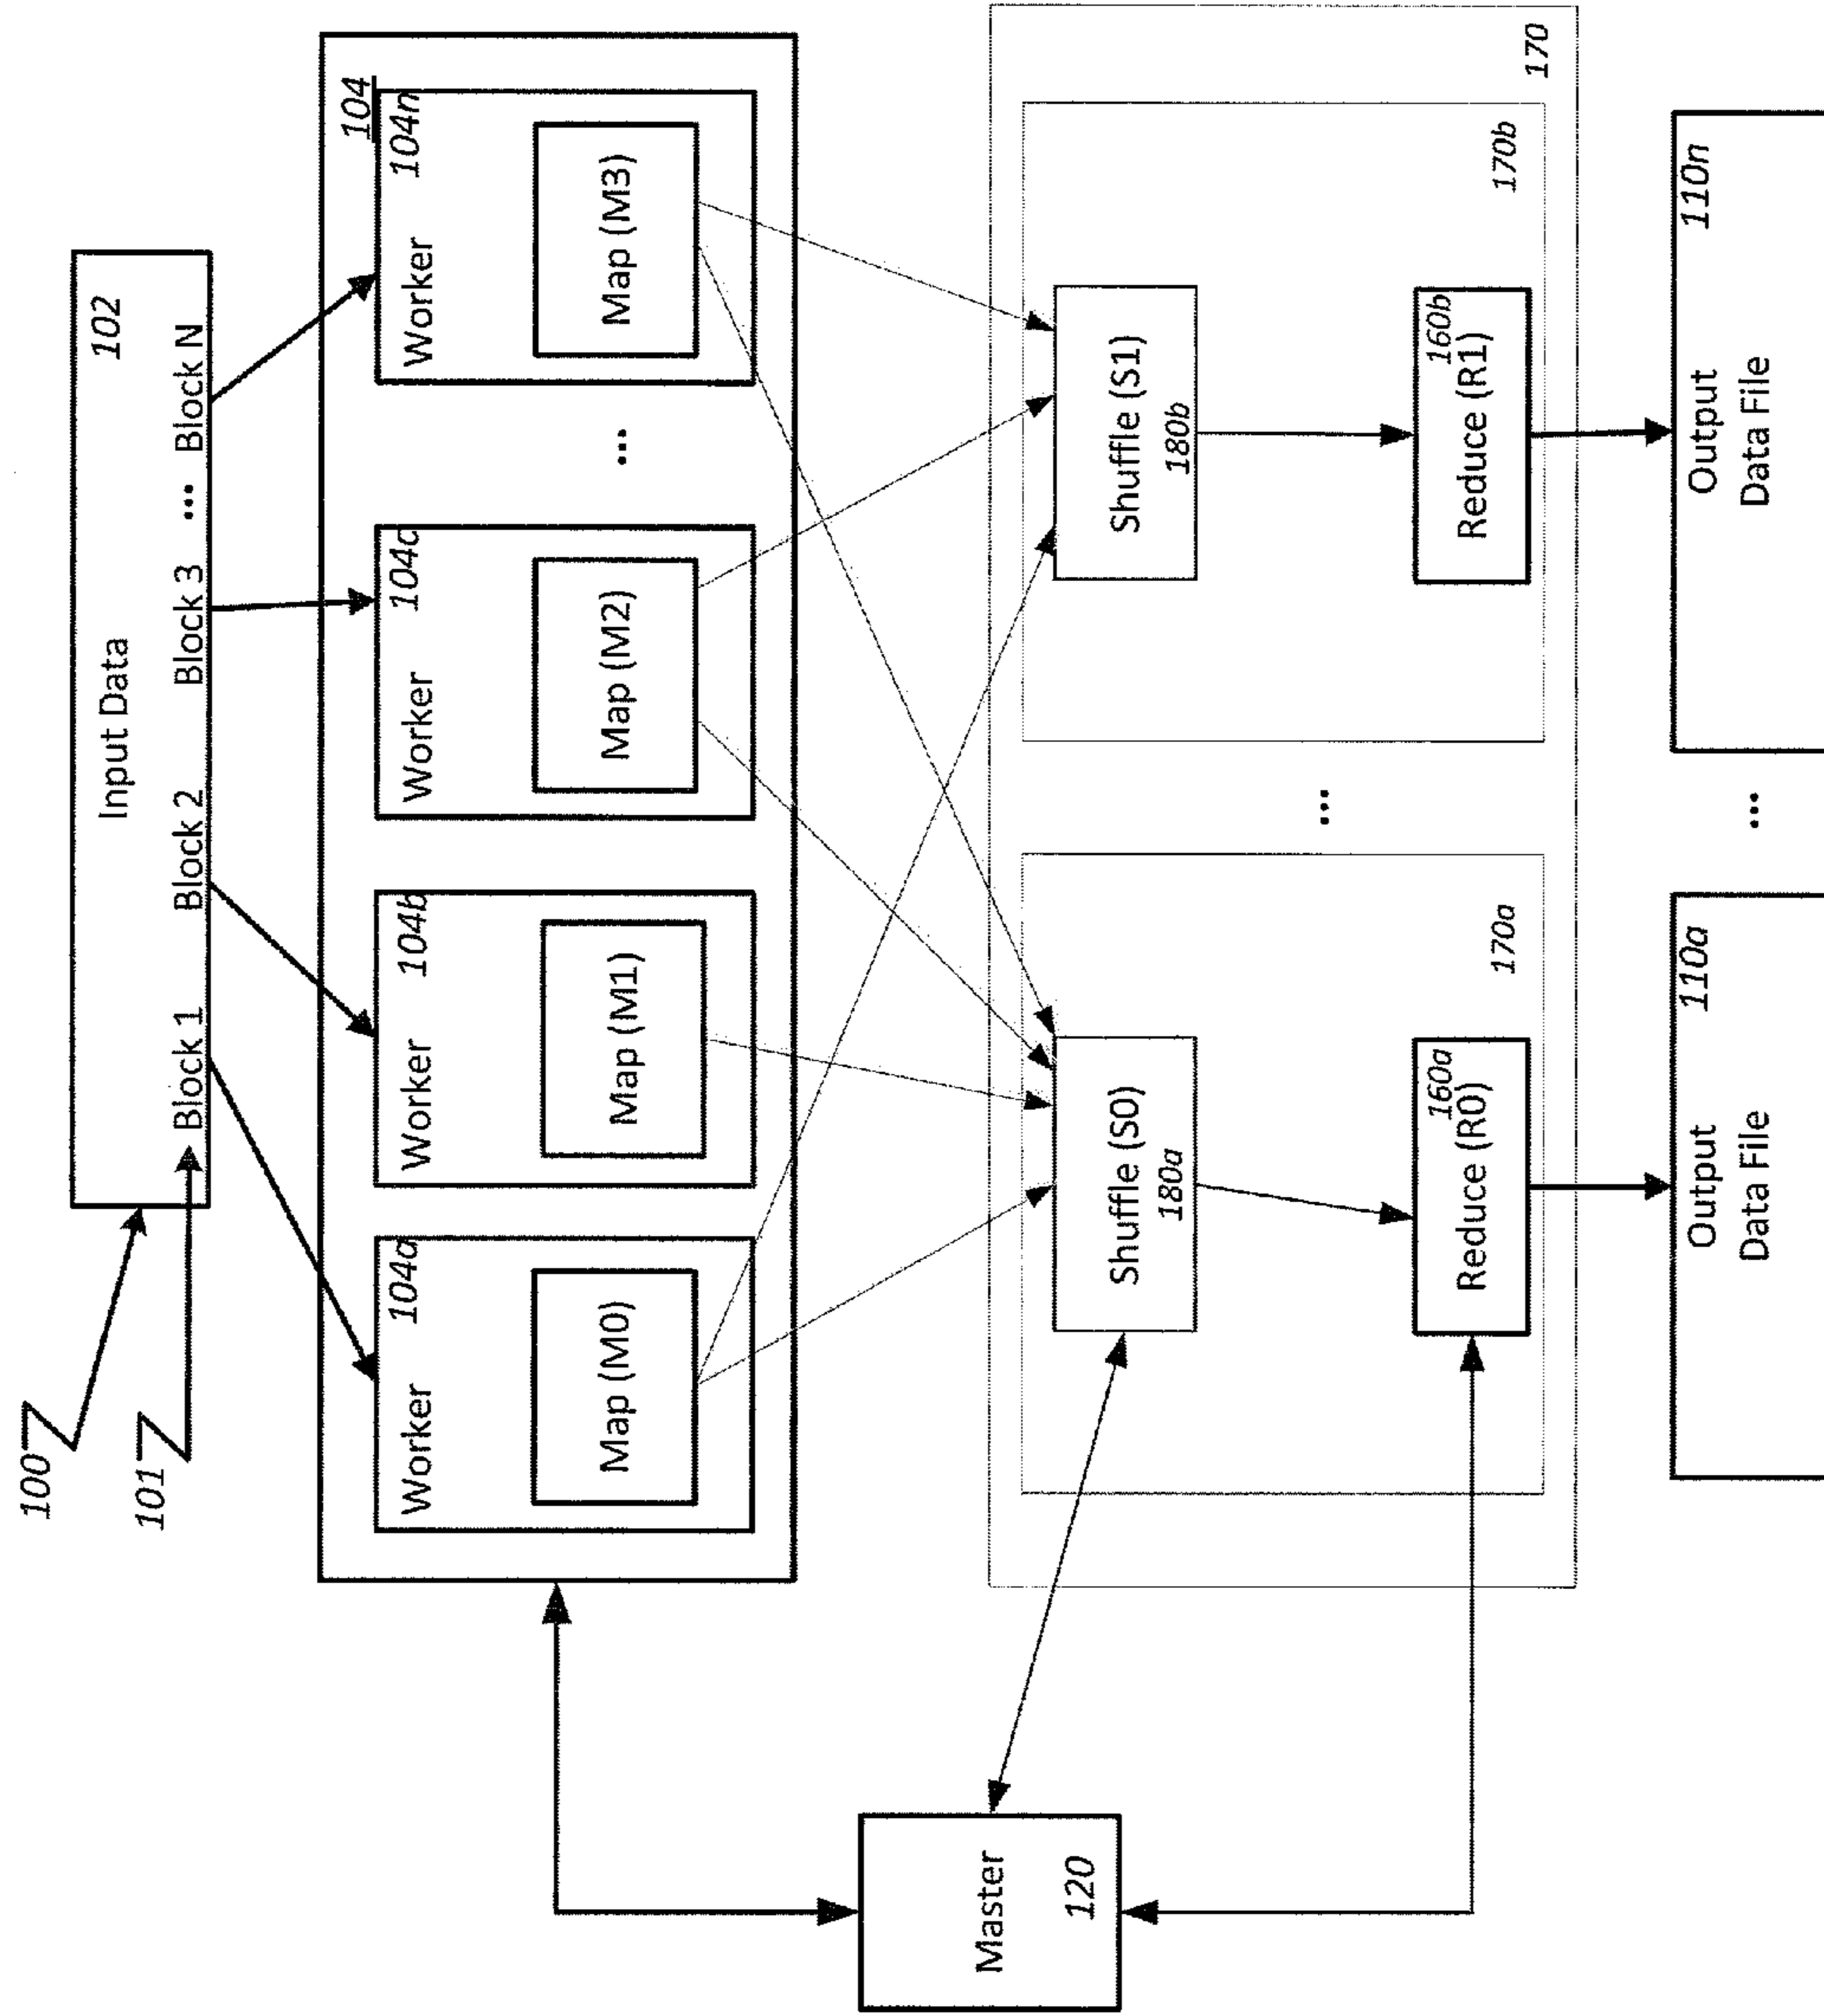 100
101
Input Data
102
Block 1
Block 2
Block 3
...
Block N
104
Worker
104a
Map (M0)
Worker
104b
Map (M1)
Worker
104c
Map (M2)
...
Worker
104n
Map (M3)
Master
120
Shuffle (S0)
180a
Reduce (R0)
160a
170a
...
Shuffle (S1)
180b
Reduce (R1)
160b
170b
170
Output
Data File
110a
...
Output
Data File
110n